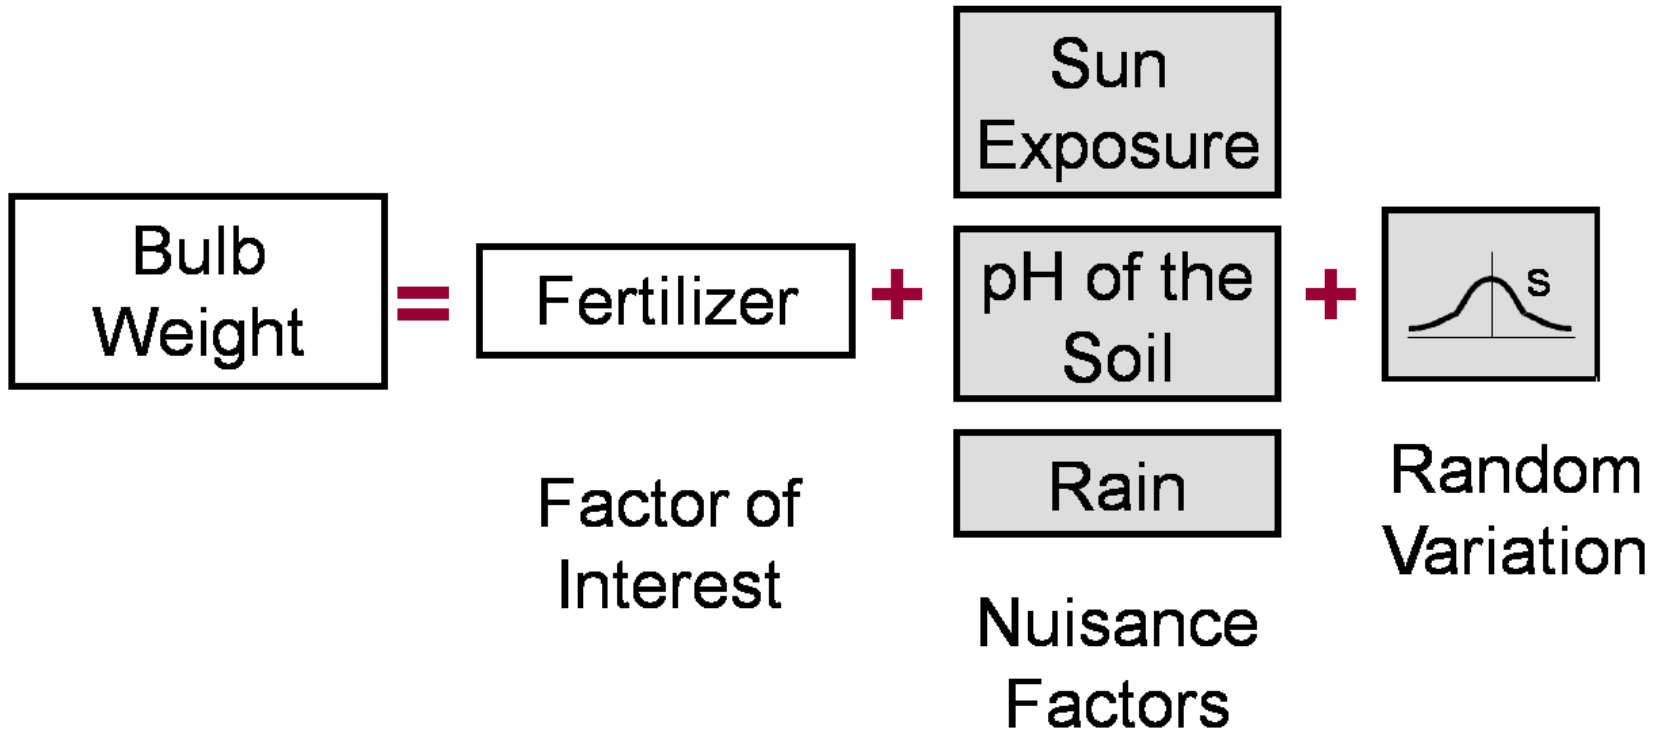 Bulb
Weight
=
Fertilizer
+
Sun
Exposure
pH of the
Soil
Rain
+
s
Factor of
Interest
Nuisance
Factors
Random
Variation